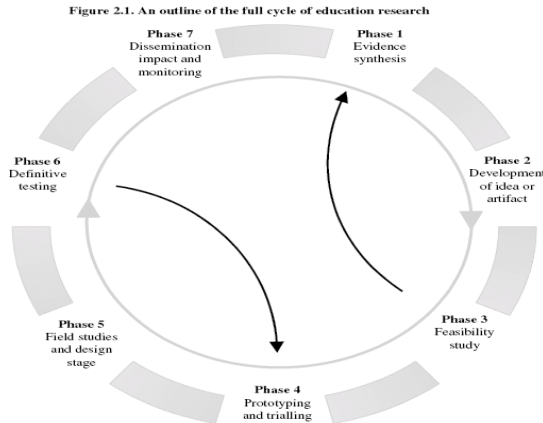 Figure 2.1. An outline of the full cycle of education research
Phase 7
Dissemination
impact and
monitoring
Phase 1
Evidence
synthesis
Phase 6
Definitive
testing
Phase 2
Development
of idea or
artifact
Phase 5
Field studies
and design
stage
Phase 3
Feasibility
study
Phase 4
Prototyping
and trialling